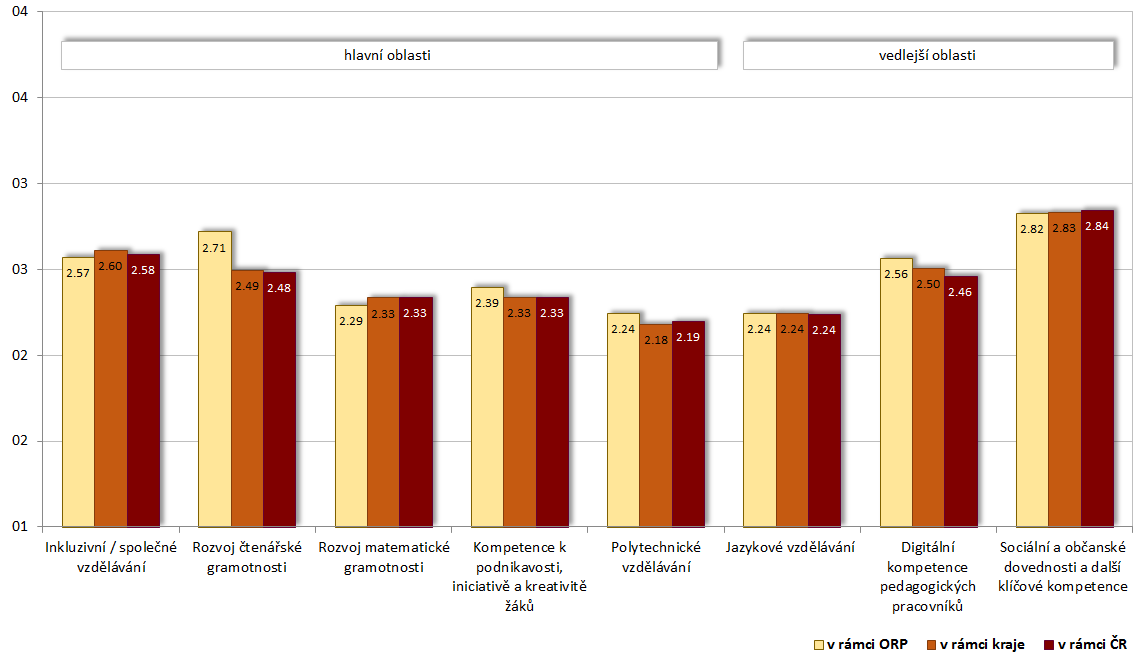 04
hlavní oblasti
vedlejší oblasti
04
03
03
02
02
01
2.57
2.60
2.58
2.71
2.49
2.48
2.29
2.33
2.33
2.39
2.33
2.33
2.24
2.18
2.19
2.24
2.24
2.24
2.56
2.50
2.46
2.82
2.83
2.84
Inkluzivní / společné
vzdělávání
Rozvoj čtenářské
gramotnosti
Rozvoj matematické
gramotnosti
Kompetence k
podnikavosti,
iniciativě a kreativitě
žáků
Polytechnické
vzdělávání
Jazykové vzdělávání
Digitální
kompetence
pedagogických
pracovníků
Sociální a občanské
dovednosti a další
klíčové kompetence
v rámci ORP
v rámci kraje
v rámci ČR